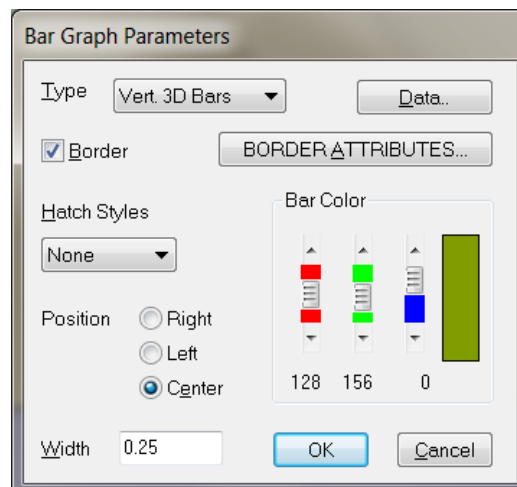 Bar Graph Parameters
Type Vert. 3D Bars Data..
Border BORDER ATTRIBUTES...
Hatch Styles Bar Color
None
Position Right
Left
Center
128 156 0
Width 0.25 OK Cancel